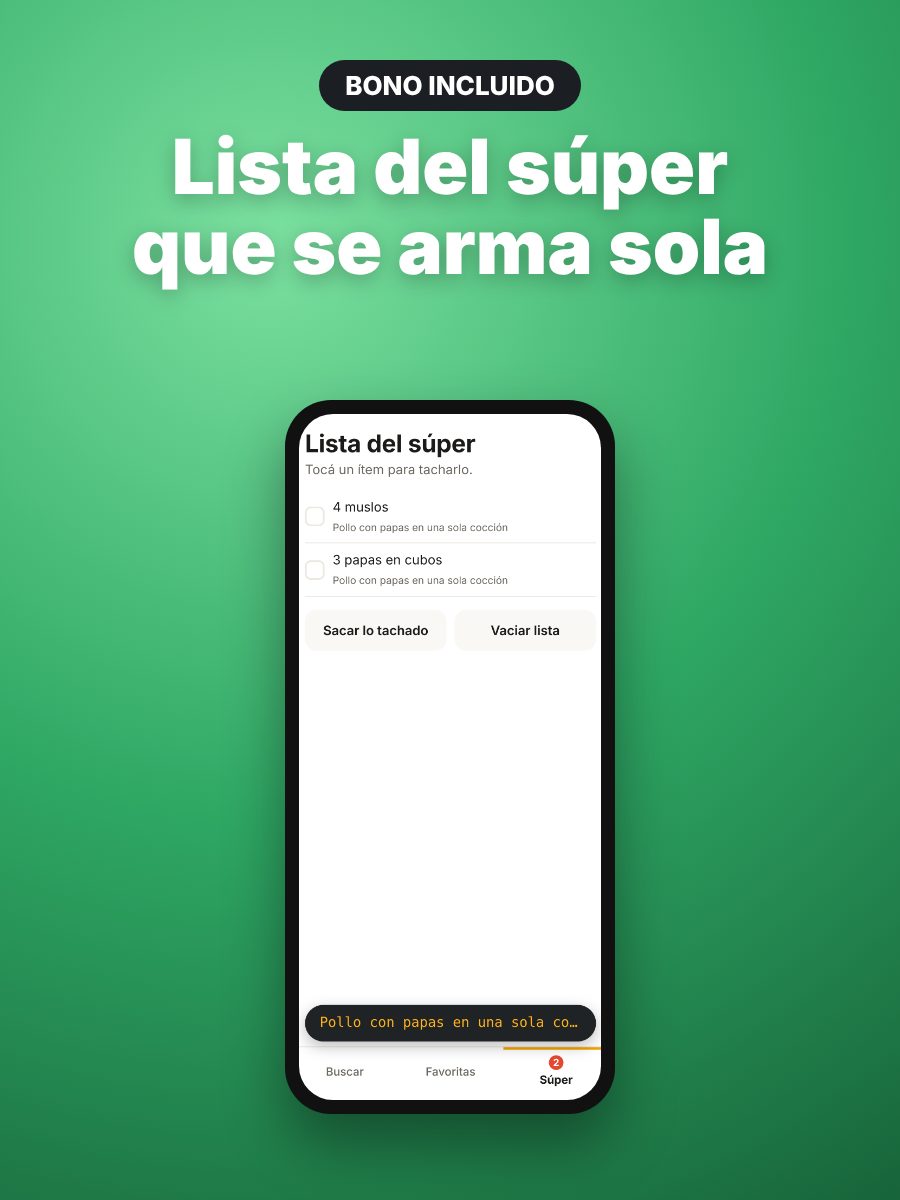 BONO INCLUIDO
Lista del súper
que se arma sola
Lista del súper
Tocá un ítem para tacharlo.
4 muslos
Pollo con papas en una sola cocción
3 papas en cubos
Pollo con papas en una sola cocción
Sacar lo tachado
Vaciar lista
Pollo con papas en una sola co…
Buscar
Favoritas
2
Súper